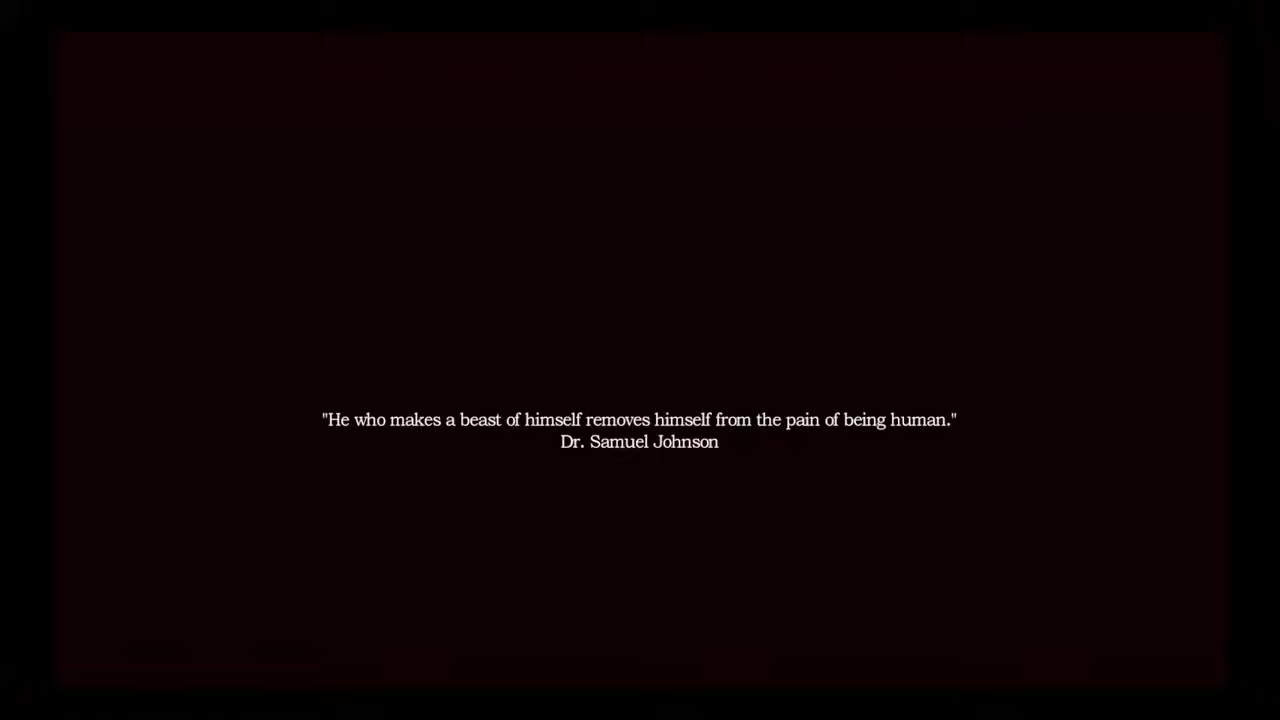 "He who makes a beast of himself removes himself from the pain of being human."
Dr. Samuel Johnson